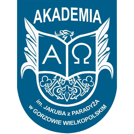 AKADEMIA
A Ω
im. JAKUBA z PARADYŻA
W GORZOWIE WIELKOPOLSKIM